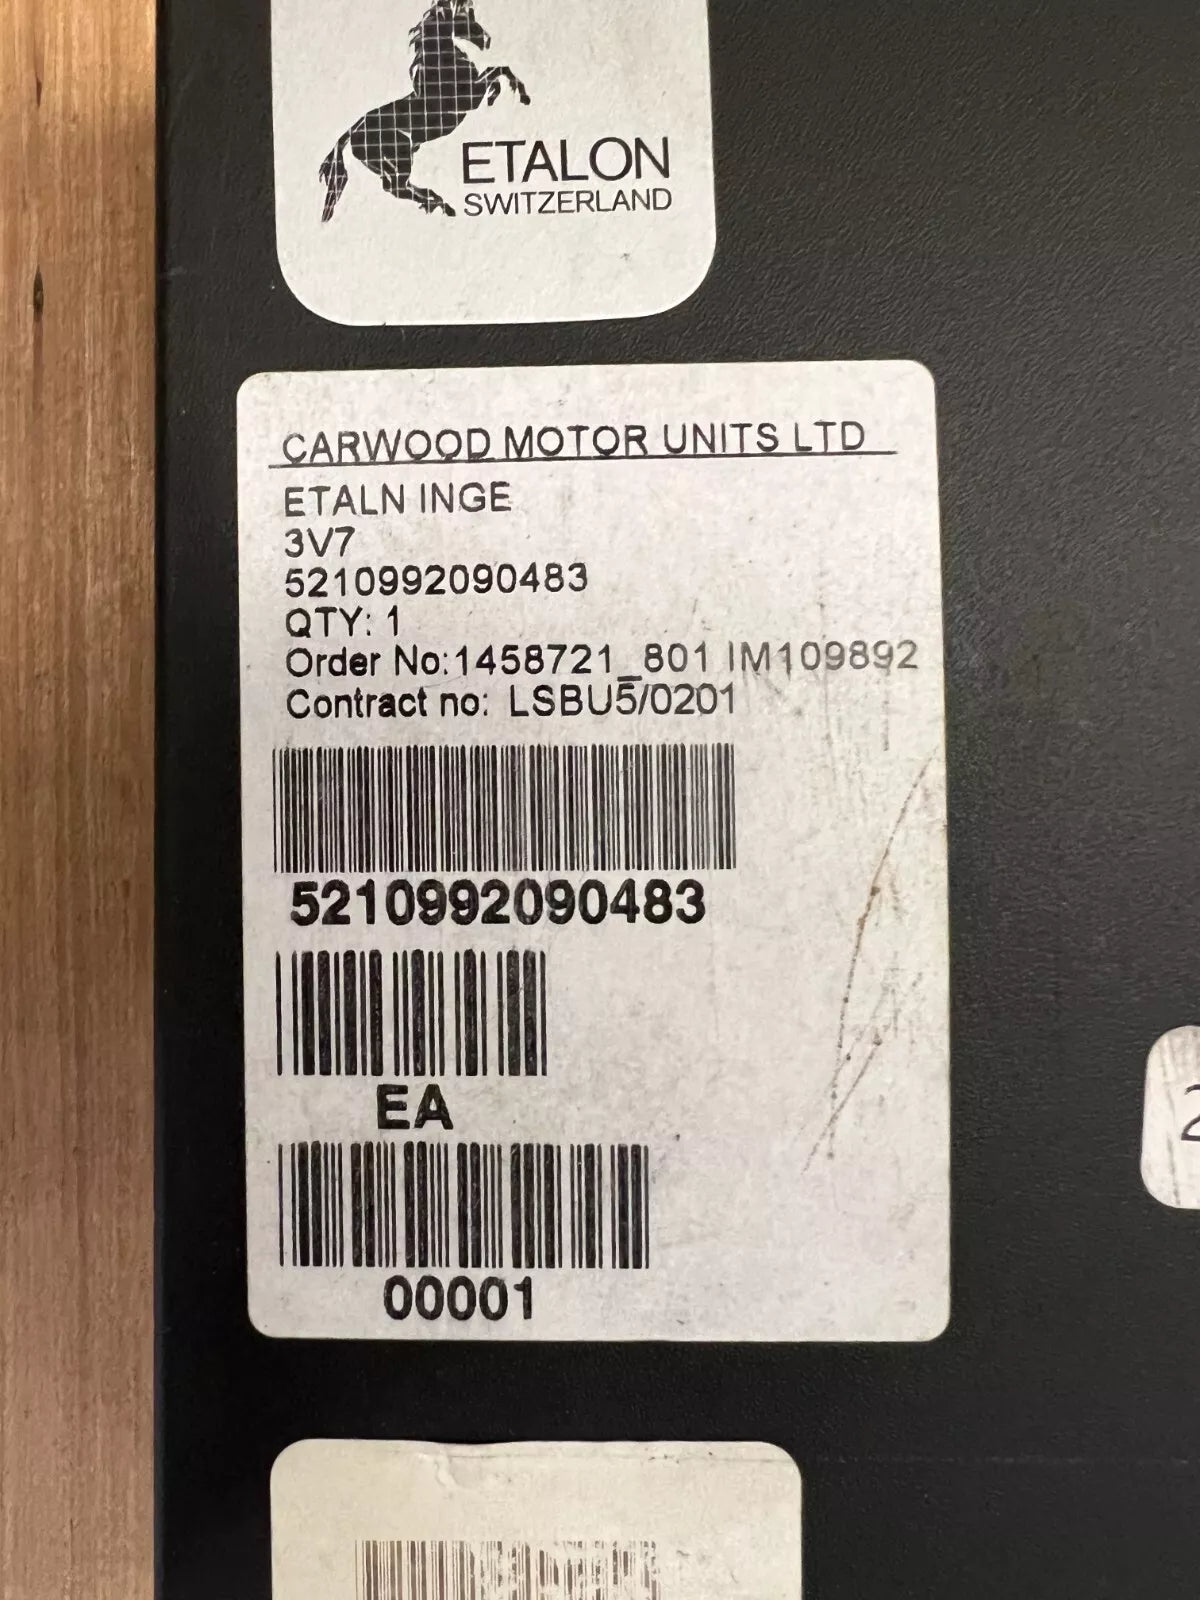 ETALON
SWITZERLAND
CARWOOD MOTOR UNITS LTD
ETALN INGE
3V7
5210992090483
QTY: 1
Order No:1458721_801 IM109892
Contract no: LSBU5/0201
5210992090483
EA
00001
2